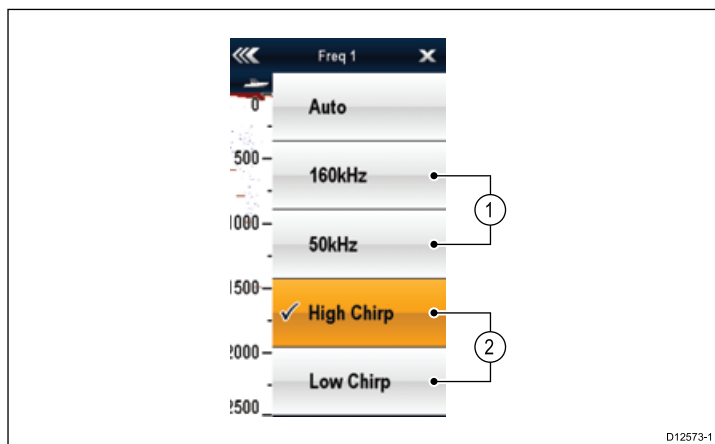 Freq 1
0
Auto
500
160kHz
1
1000
50kHz
1500
High Chirp
2
2000
Low Chirp
2500
D12573-1